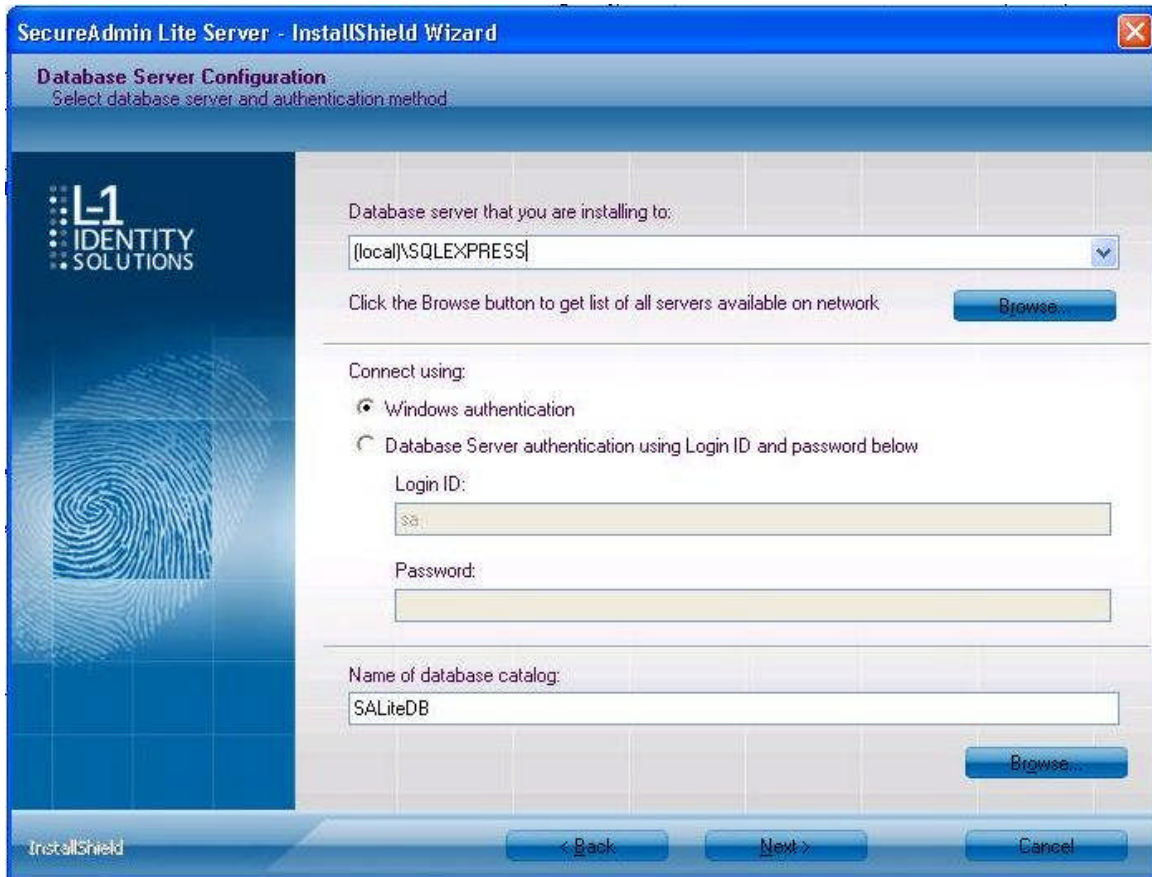 SecureAdmin Lite Server - InstallShield Wizard
Database Server Configuration
Select database server and authentication method
L-1
IDENTITY
SOLUTIONS
Database server that you are installing to:
(local)\SQLEXPRESS
Click the Browse button to get list of all servers available on network
Browse...
Connect using:
Windows authentication
Database Server authentication using Login ID and password below
Login ID:
sa
Password:
Name of database catalog:
SALiteDB
Browse...
InstallShield
< Back
Next >
Cancel